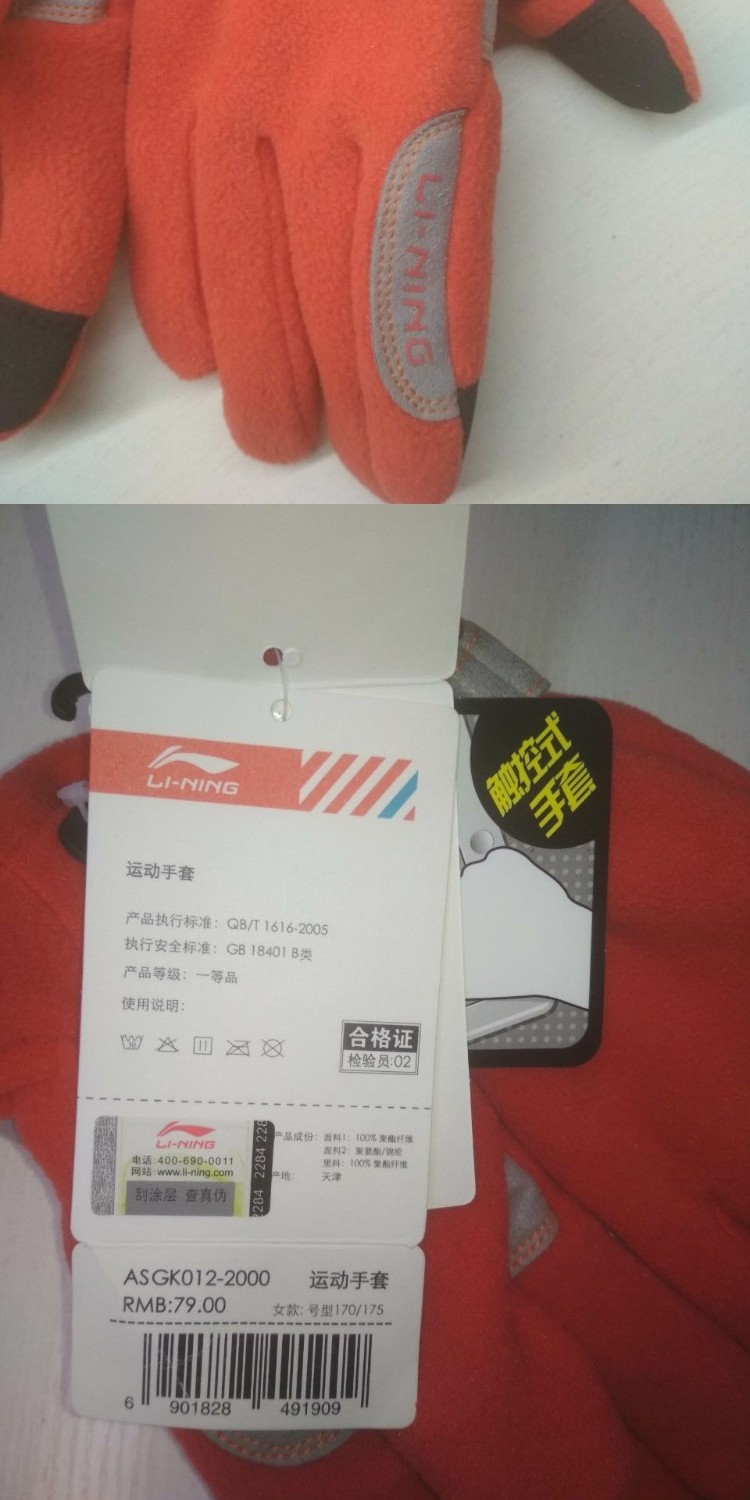 LI-NING
触控式
手套
LI-NING
运动手套
产品执行标准: QB/T 1616-2005
执行安全标准: GB 18401 B类
产品等级: 一等品
使用说明:
合格证
检验员:02
LI-NING
电话:400-690-0011
网站:www.li-ning.com
刮涂层 查真伪
2284 2284 228
产品成份: 面料1: 100% 聚酯纤维
面料2: 聚氨酯/锦纶
里料: 100% 聚酯纤维
产地: 天津
ASGK012-2000 运动手套
RMB:79.00 女款: 号型170/175
6 901828 491909